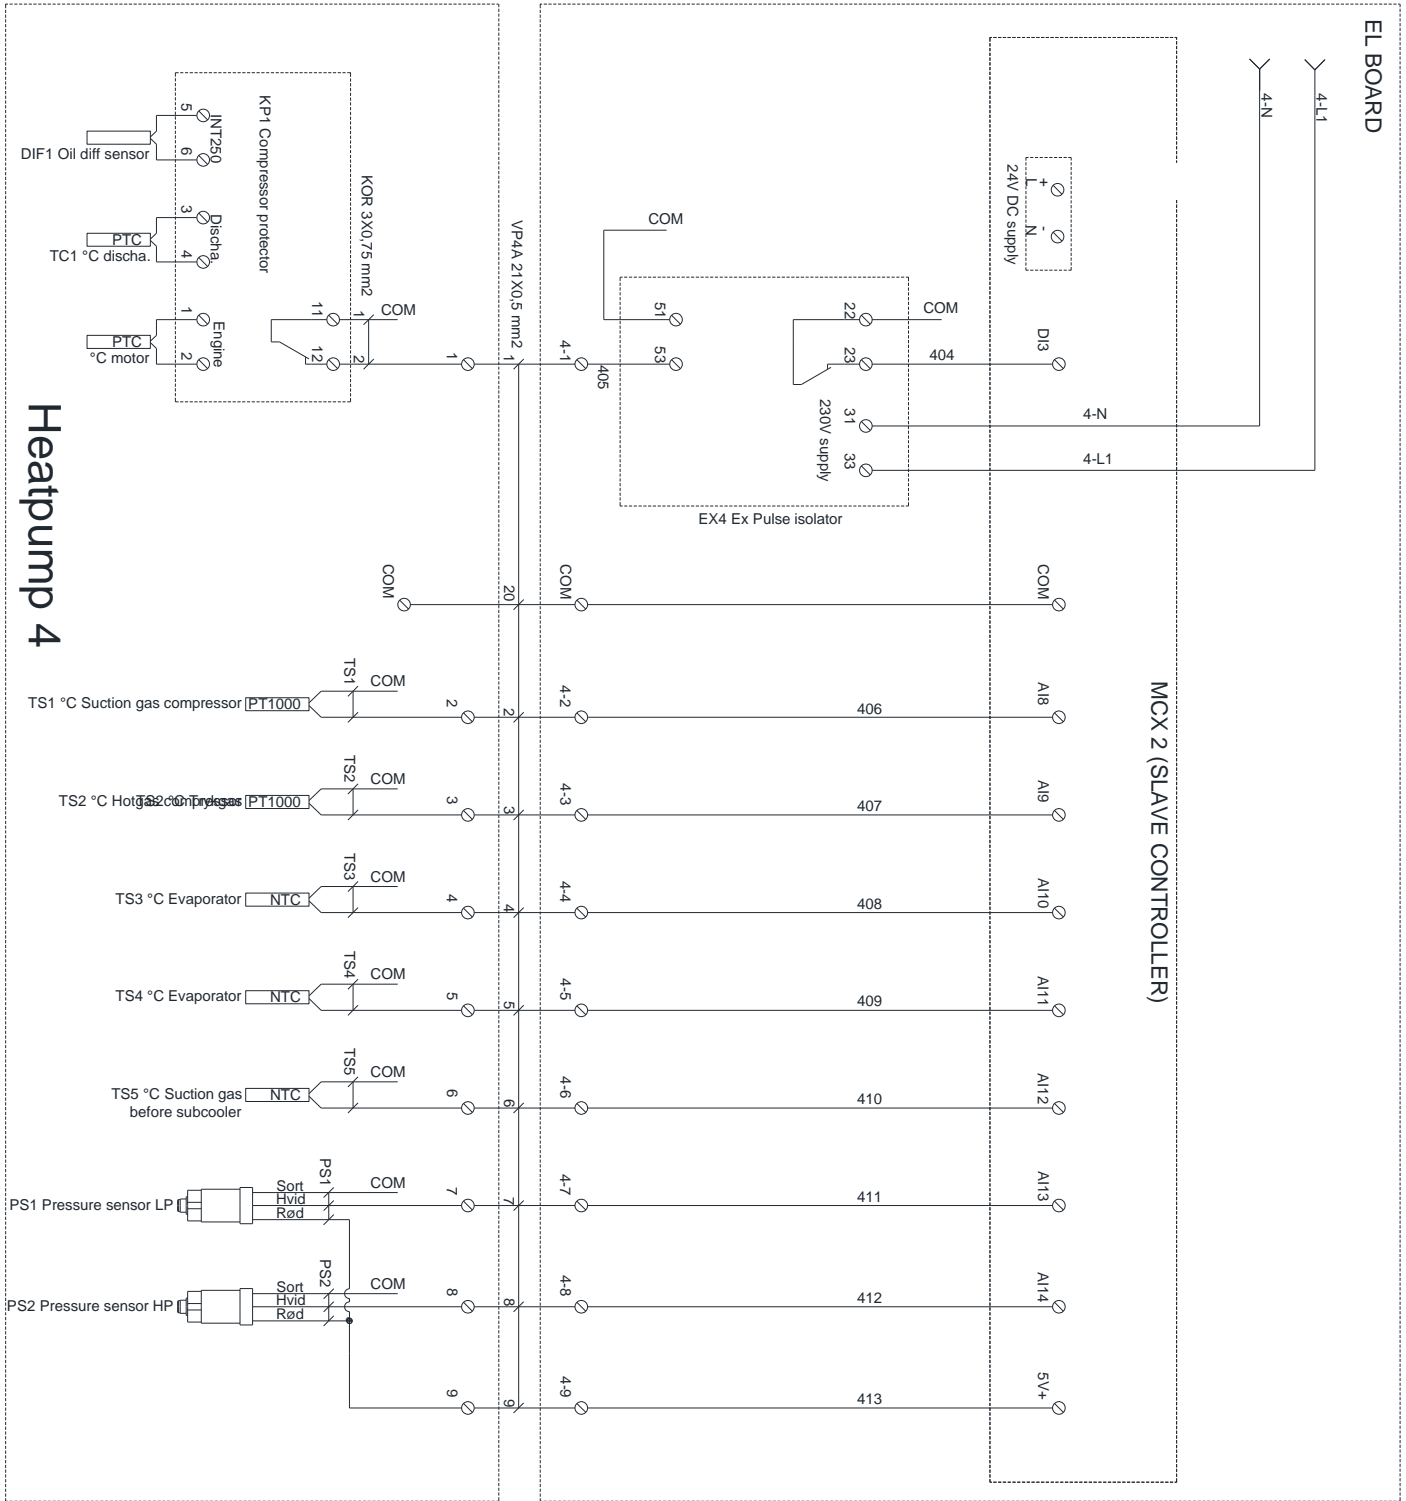 EL BOARD
4-L1
4-N
24V DC supply
L +
N -
MCX 2 (SLAVE CONTROLLER)
DI3
COM
AI8
AI9
AI10
AI11
AI12
AI13
AI14
5V+
COM
51
53
22
COM
23
404
31
4-N
33
4-L1
230V supply
EX4 Ex Pulse isolator
405
4-1
COM
4-2
4-3
4-4
4-5
4-6
4-7
4-8
4-9
406
407
408
409
410
411
412
413
VP4A 21X0,5 mm2
1
20
2
3
4
5
6
7
8
9
1
2
3
4
5
6
7
8
9
KOR 3X0,75 mm2
1
2
COM
KP1 Compressor protector
11
12
INT250
5
6
DIF1 Oil diff sensor
Discha.
3
4
PTC
TC1 °C discha.
Engine
1
2
PTC
°C motor
Heatpump 4
COM
TS1
COM
TS1 °C Suction gas compressor
PT1000
TS2
COM
TS2 °C Hotgas compressor
TS2 °C Trykgas
PT1000
TS3
COM
TS3 °C Evaporator
NTC
TS4
COM
TS4 °C Evaporator
NTC
TS5
COM
TS5 °C Suction gas
before subcooler
NTC
PS1
COM
Sort
Hvid
Rød
PS1 Pressure sensor LP
PS2
COM
Sort
Hvid
Rød
PS2 Pressure sensor HP